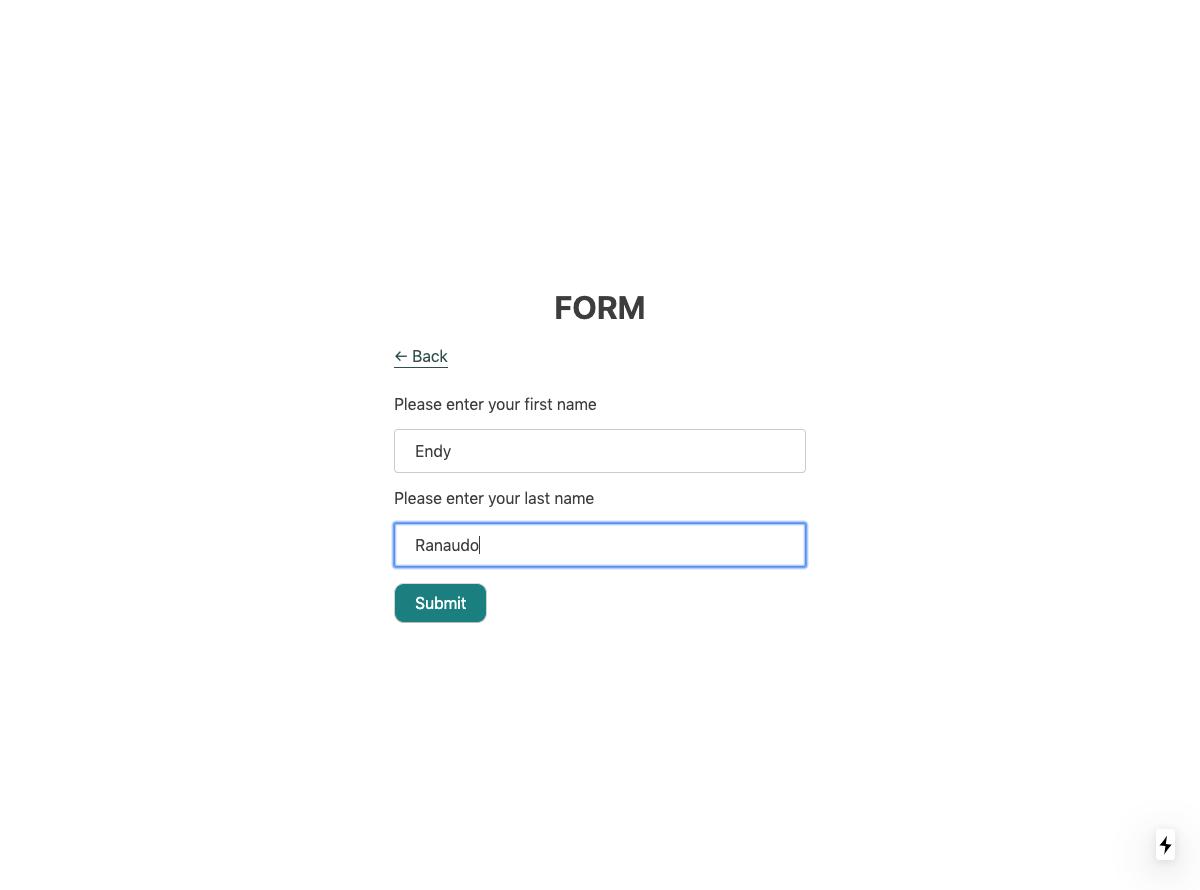 FORM
← Back
Please enter your first name
Endy
Please enter your last name
Ranaudo
Submit